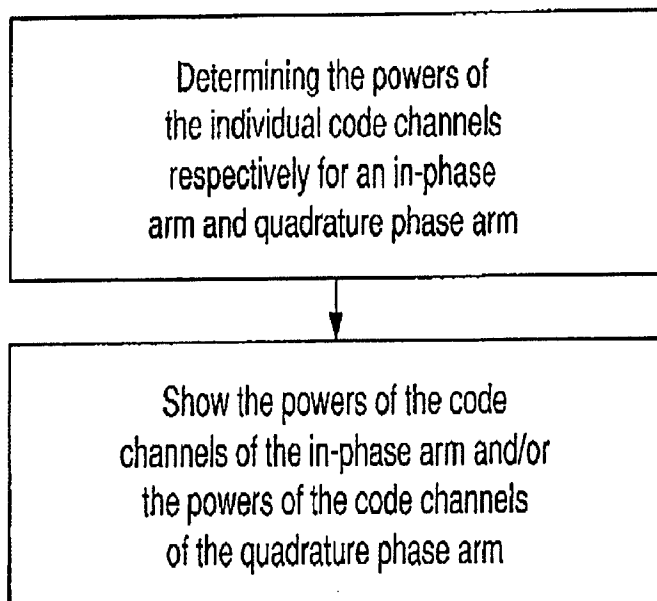 Determining the powers of
the individual code channels
respectively for an in-phase
arm and quadrature phase arm
Show the powers of the code
channels of the in-phase arm and/or
the powers of the code channels
of the quadrature phase arm